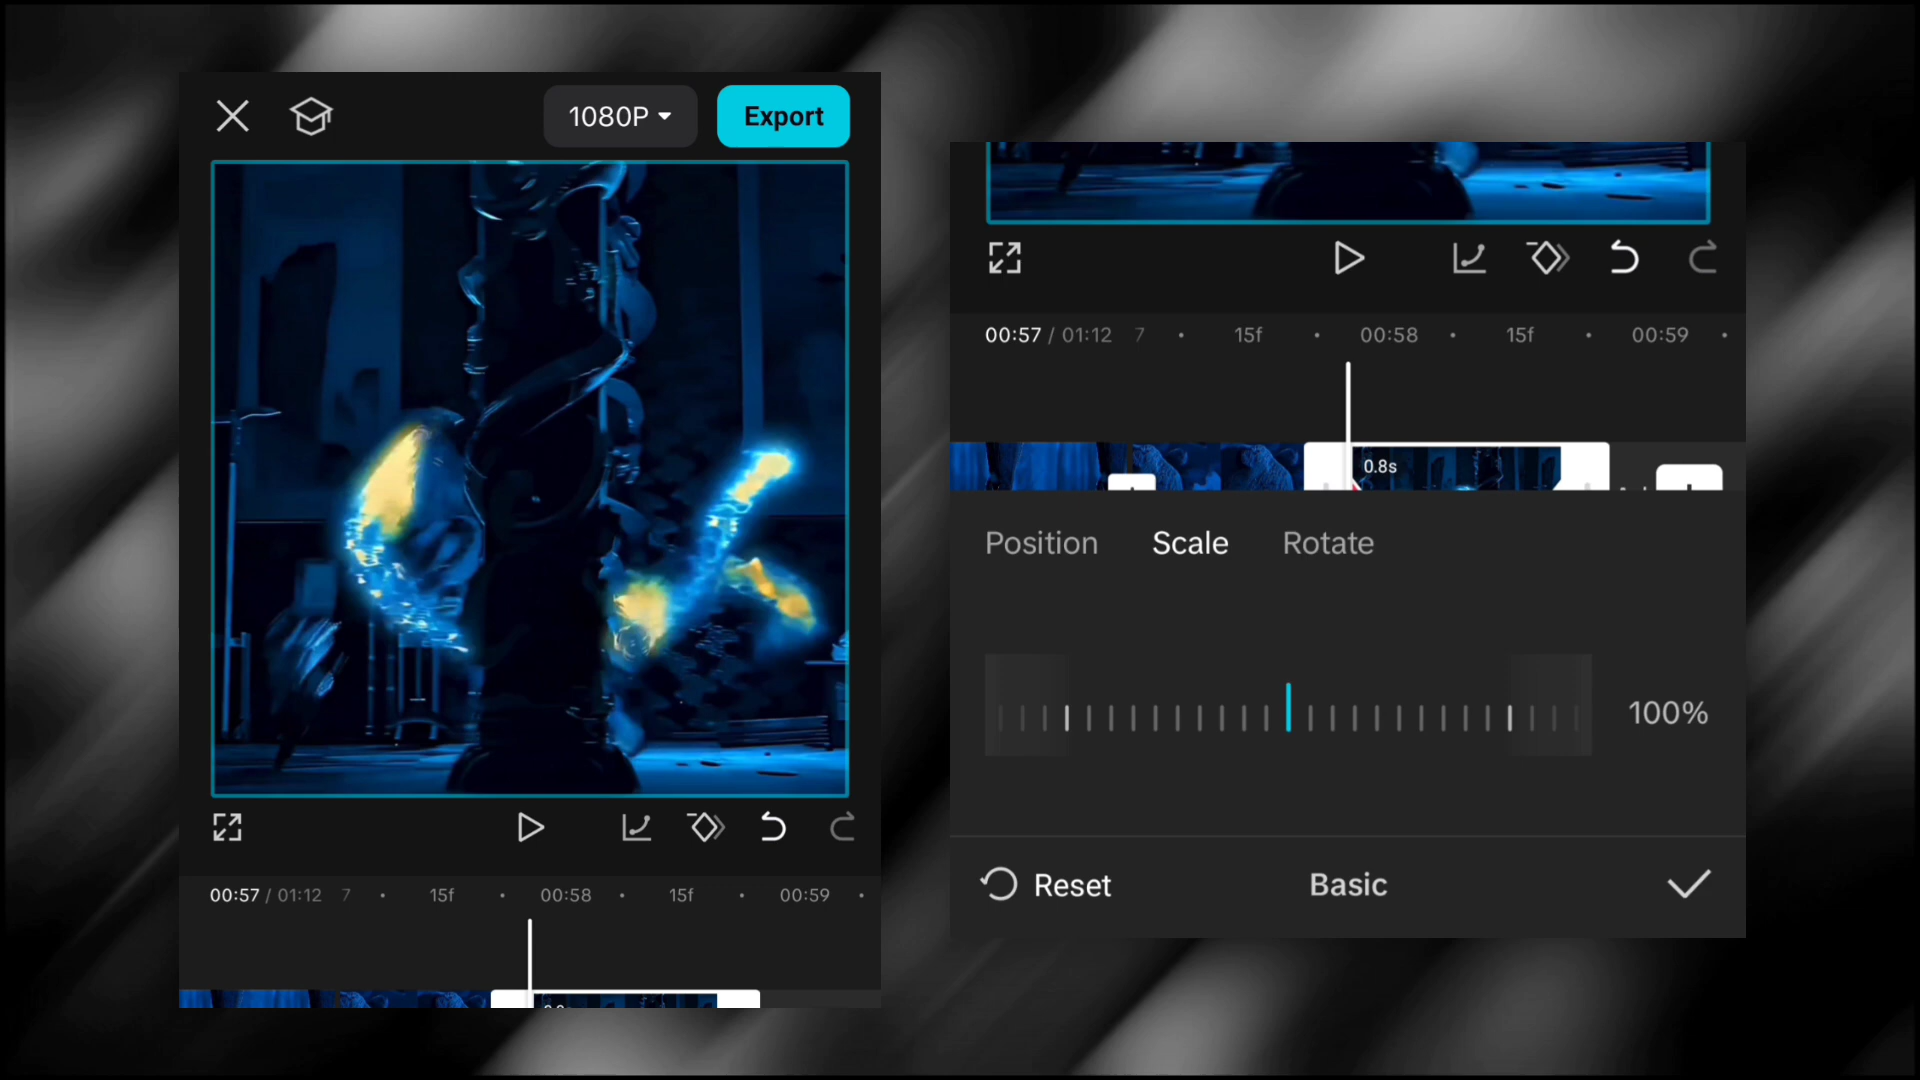 1080P
Export
00:57 / 01:12 7 15f 00:58 15f 00:59
00:57 / 01:12 7 15f 00:58 15f 00:59
0.8s
Position Scale Rotate
100%
Reset Basic